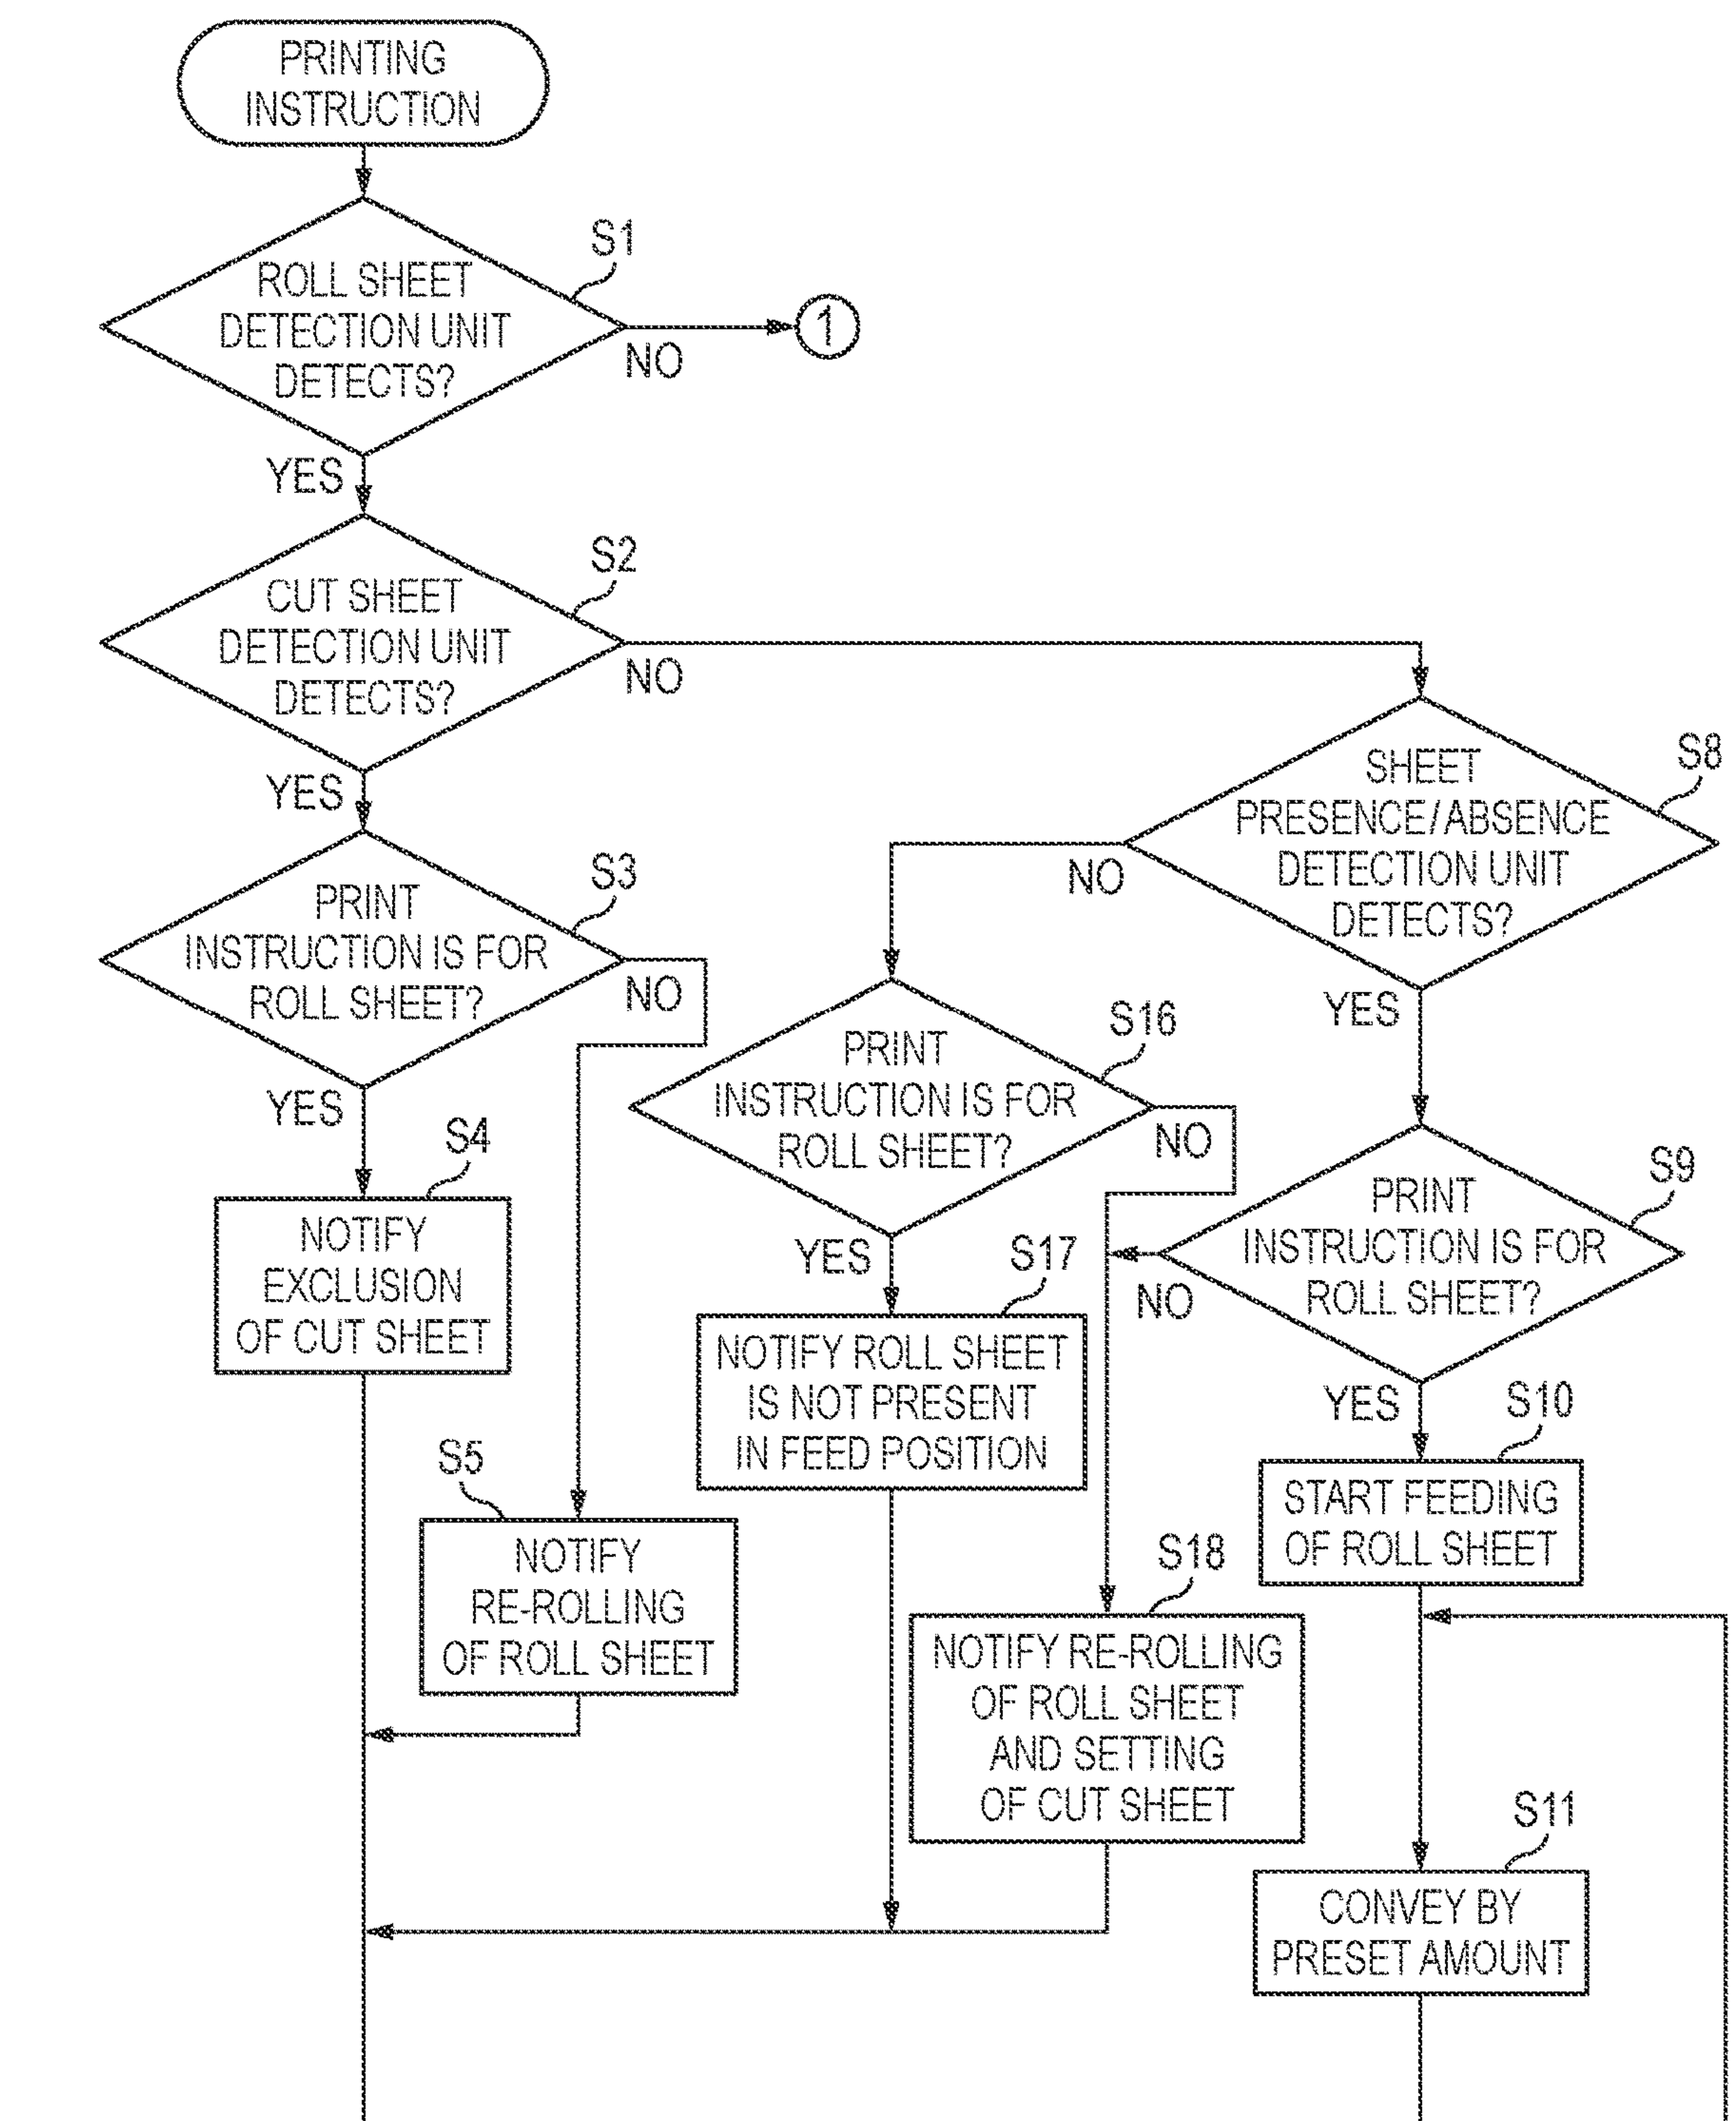 PRINTING
INSTRUCTION
S1
ROLL SHEET
DETECTION UNIT
DETECTS?
NO
1
YES
S2
CUT SHEET
DETECTION UNIT
DETECTS?
NO
YES
S8
SHEET
PRESENCE/ABSENCE
DETECTION UNIT
DETECTS?
NO
YES
S3
PRINT
INSTRUCTION IS FOR
ROLL SHEET?
NO
YES
S16
PRINT
INSTRUCTION IS FOR
ROLL SHEET?
NO
YES
S9
PRINT
INSTRUCTION IS FOR
ROLL SHEET?
NO
YES
S4
NOTIFY
EXCLUSION
OF CUT SHEET
S17
NOTIFY ROLL SHEET
IS NOT PRESENT
IN FEED POSITION
S10
START FEEDING
OF ROLL SHEET
S5
NOTIFY
RE-ROLLING
OF ROLL SHEET
S18
NOTIFY RE-ROLLING
OF ROLL SHEET
AND SETTING
OF CUT SHEET
S11
CONVEY BY
PRESET AMOUNT